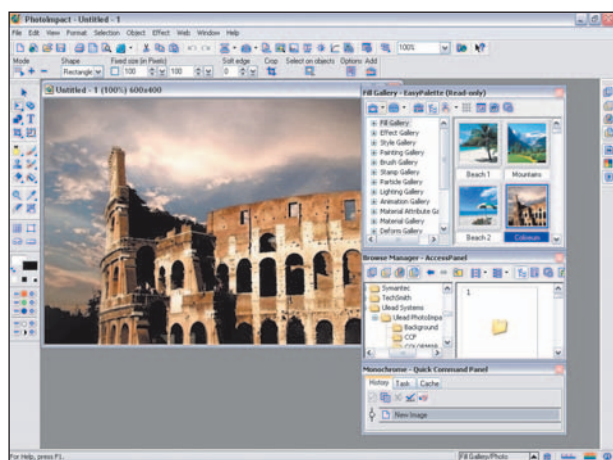 PhotoImpact - Untitled - 1
File Edit View Format Selection Object Effect Web Window Help
100%
Mode Shape Fixed size (in Pixels) Soft edge Crop Select on objects Options Add
Rectangle 100 100 0
Untitled - 1 (100%) 600x400
Fill Gallery - EasyPalette (Read-only)
Fill Gallery
Effect Gallery
Style Gallery
Painting Gallery
Brush Gallery
Stamp Gallery
Particle Gallery
Lighting Gallery
Animation Gallery
Material Attribute Ga
Material Gallery
Deform Gallery
Beach 1 Mountains
Beach 2 Coliseum
Browse Manager - AccessPanel
Symantec
TechSmith
Ulead Systems
Ulead PhotoImpa
Background
CCF
1
Monochrome - Quick Command Panel
History Task Cache
New Image
For Help, press F1.
Fill Gallery/Photo